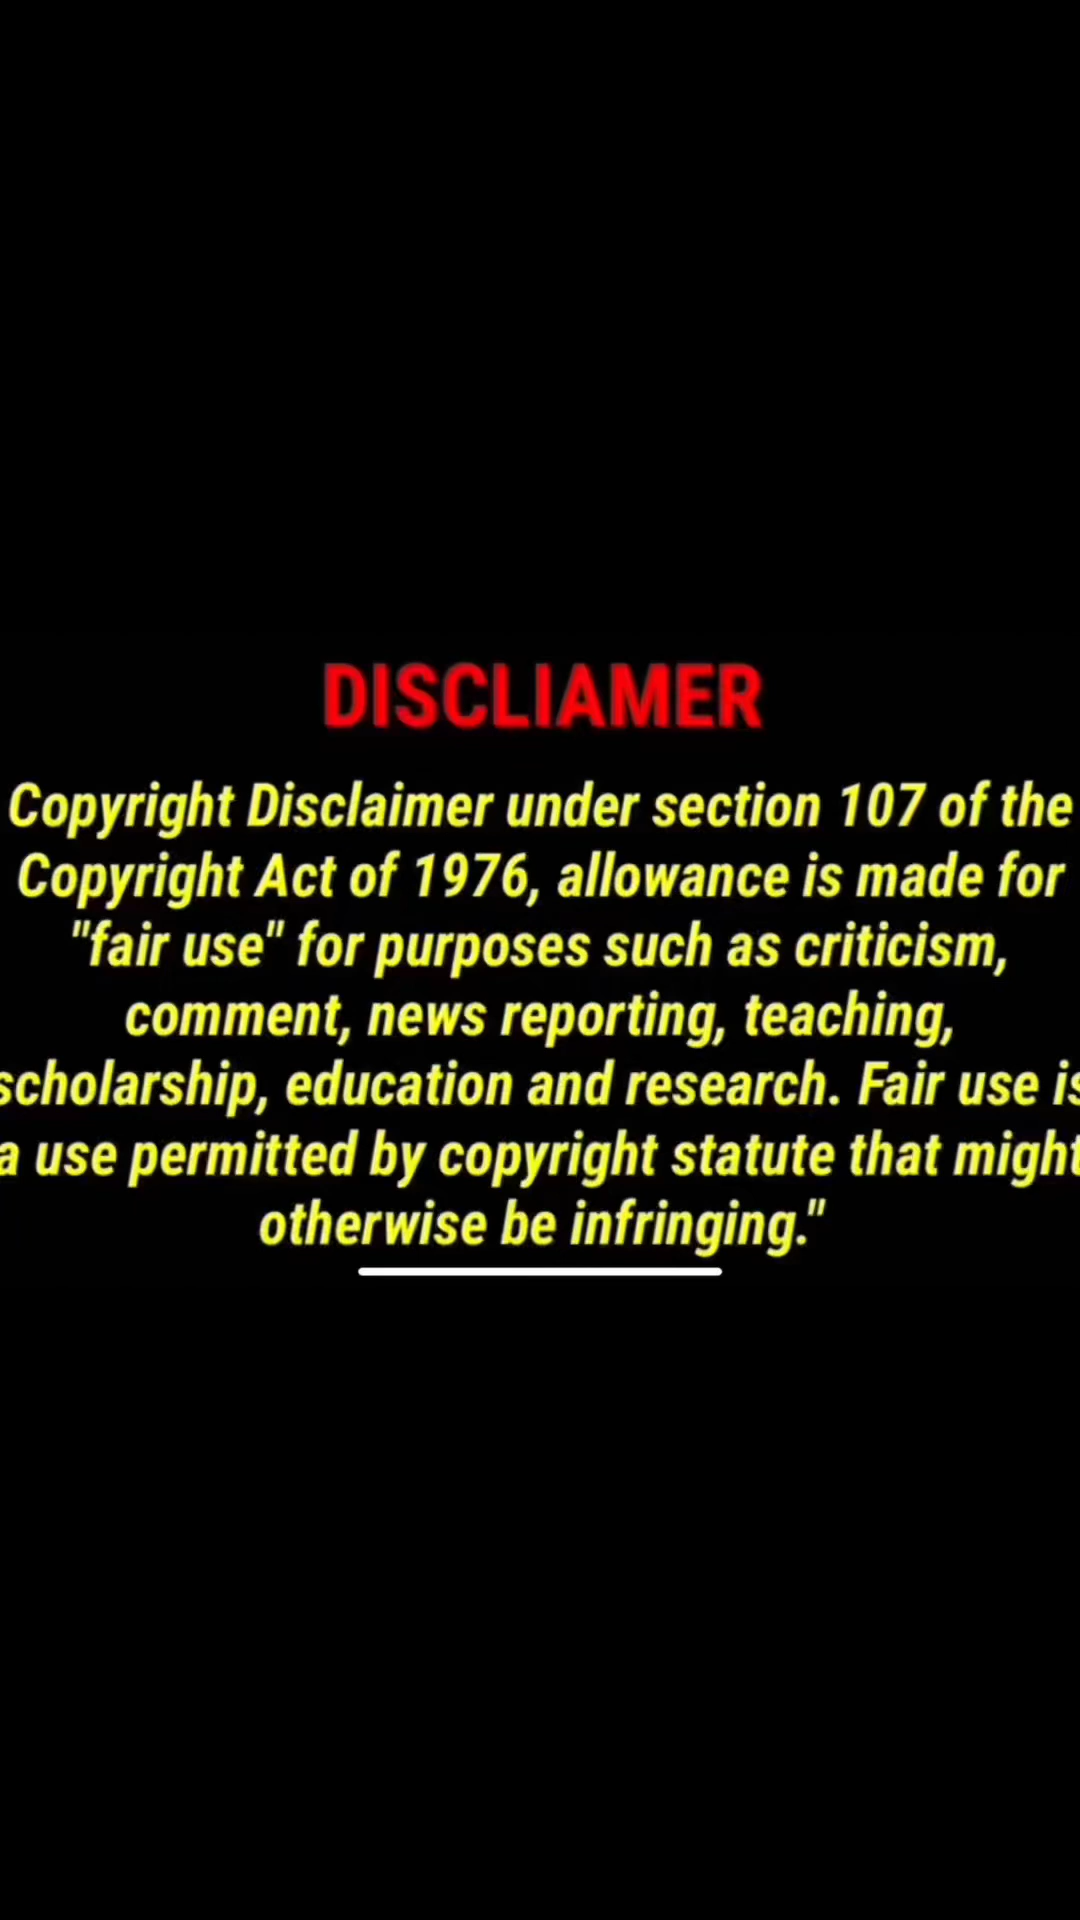 DISCLIAMER
Copyright Disclaimer under section 107 of the
Copyright Act of 1976, allowance is made for
"fair use" for purposes such as criticism,
comment, news reporting, teaching,
scholarship, education and research. Fair use is
a use permitted by copyright statute that might
otherwise be infringing."